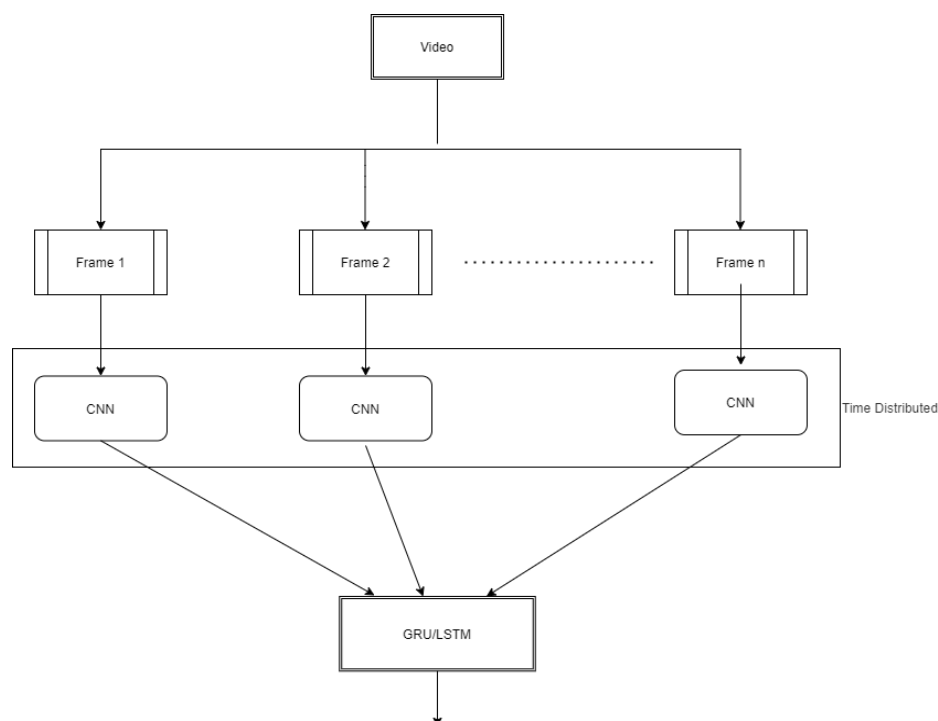 Video
Frame 1
Frame 2
Frame n
CNN
CNN
CNN
Time Distributed
GRU/LSTM